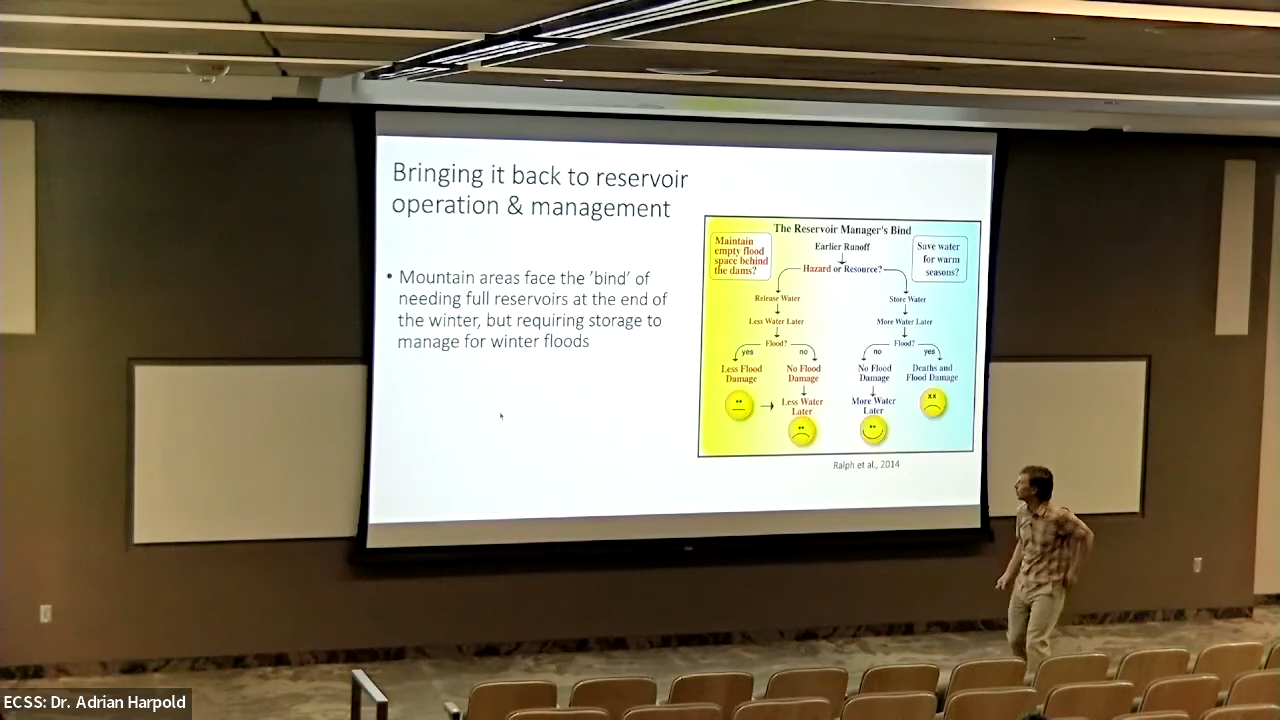 Bringing it back to reservoir
operation & management
• Mountain areas face the 'bind' of
needing full reservoirs at the end of
the winter, but requiring storage to
manage for winter floods
The Reservoir Manager's Bind
Maintain
empty flood
space behind
the dams?
Earlier Runoff
Hazard or Resource?
Save water
for warm
seasons?
Release Water
Store Water
Less Water Later
More Water Later
Flood?
Flood?
yes
no
no
yes
Less Flood
Damage
No Flood
Damage
No Flood
Damage
Deaths and
Flood Damage
Less Water
Later
More Water
Later
Ralph et al., 2014
ECSS: Dr. Adrian Harpold